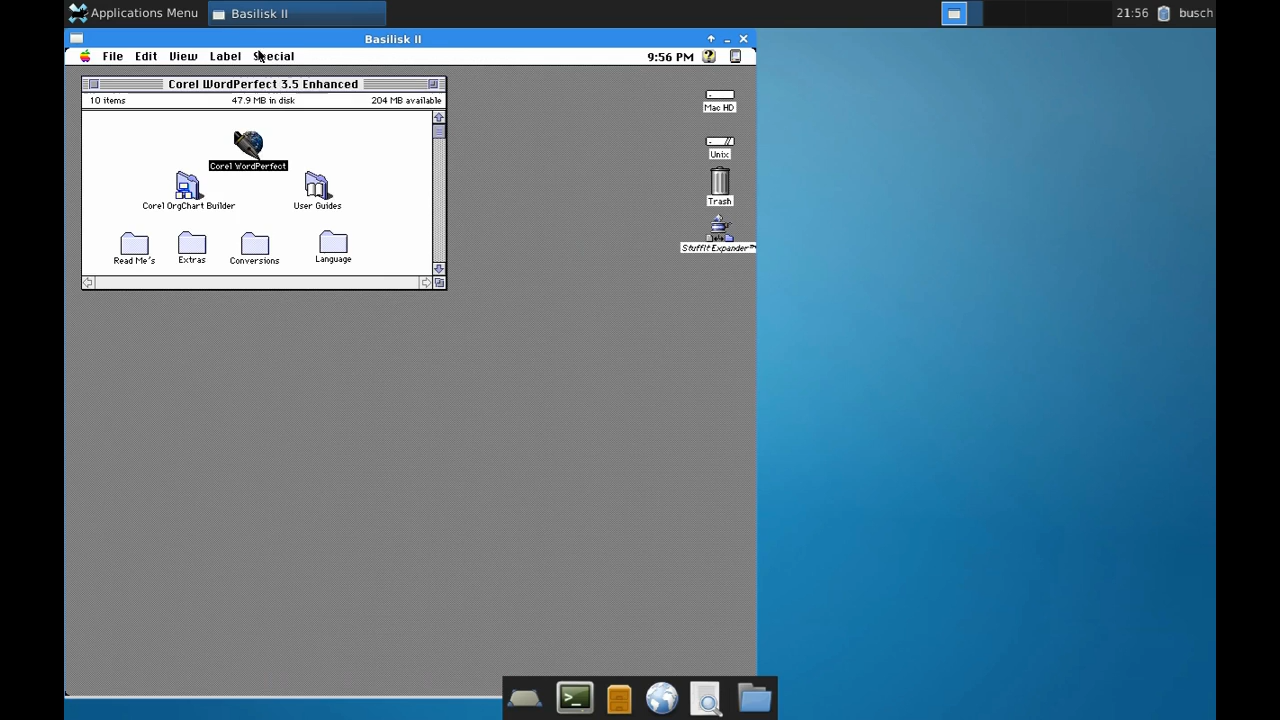 Applications Menu
Basilisk II
21:56
busch
Basilisk II
File Edit View Label Special
9:56 PM
Corel WordPerfect 3.5 Enhanced
10 items
47.9 MB in disk
204 MB available
Corel WordPerfect
Corel OrgChart Builder
User Guides
Read Me's
Extras
Conversions
Language
Mac HD
Unix
Trash
StuffIt Expander™